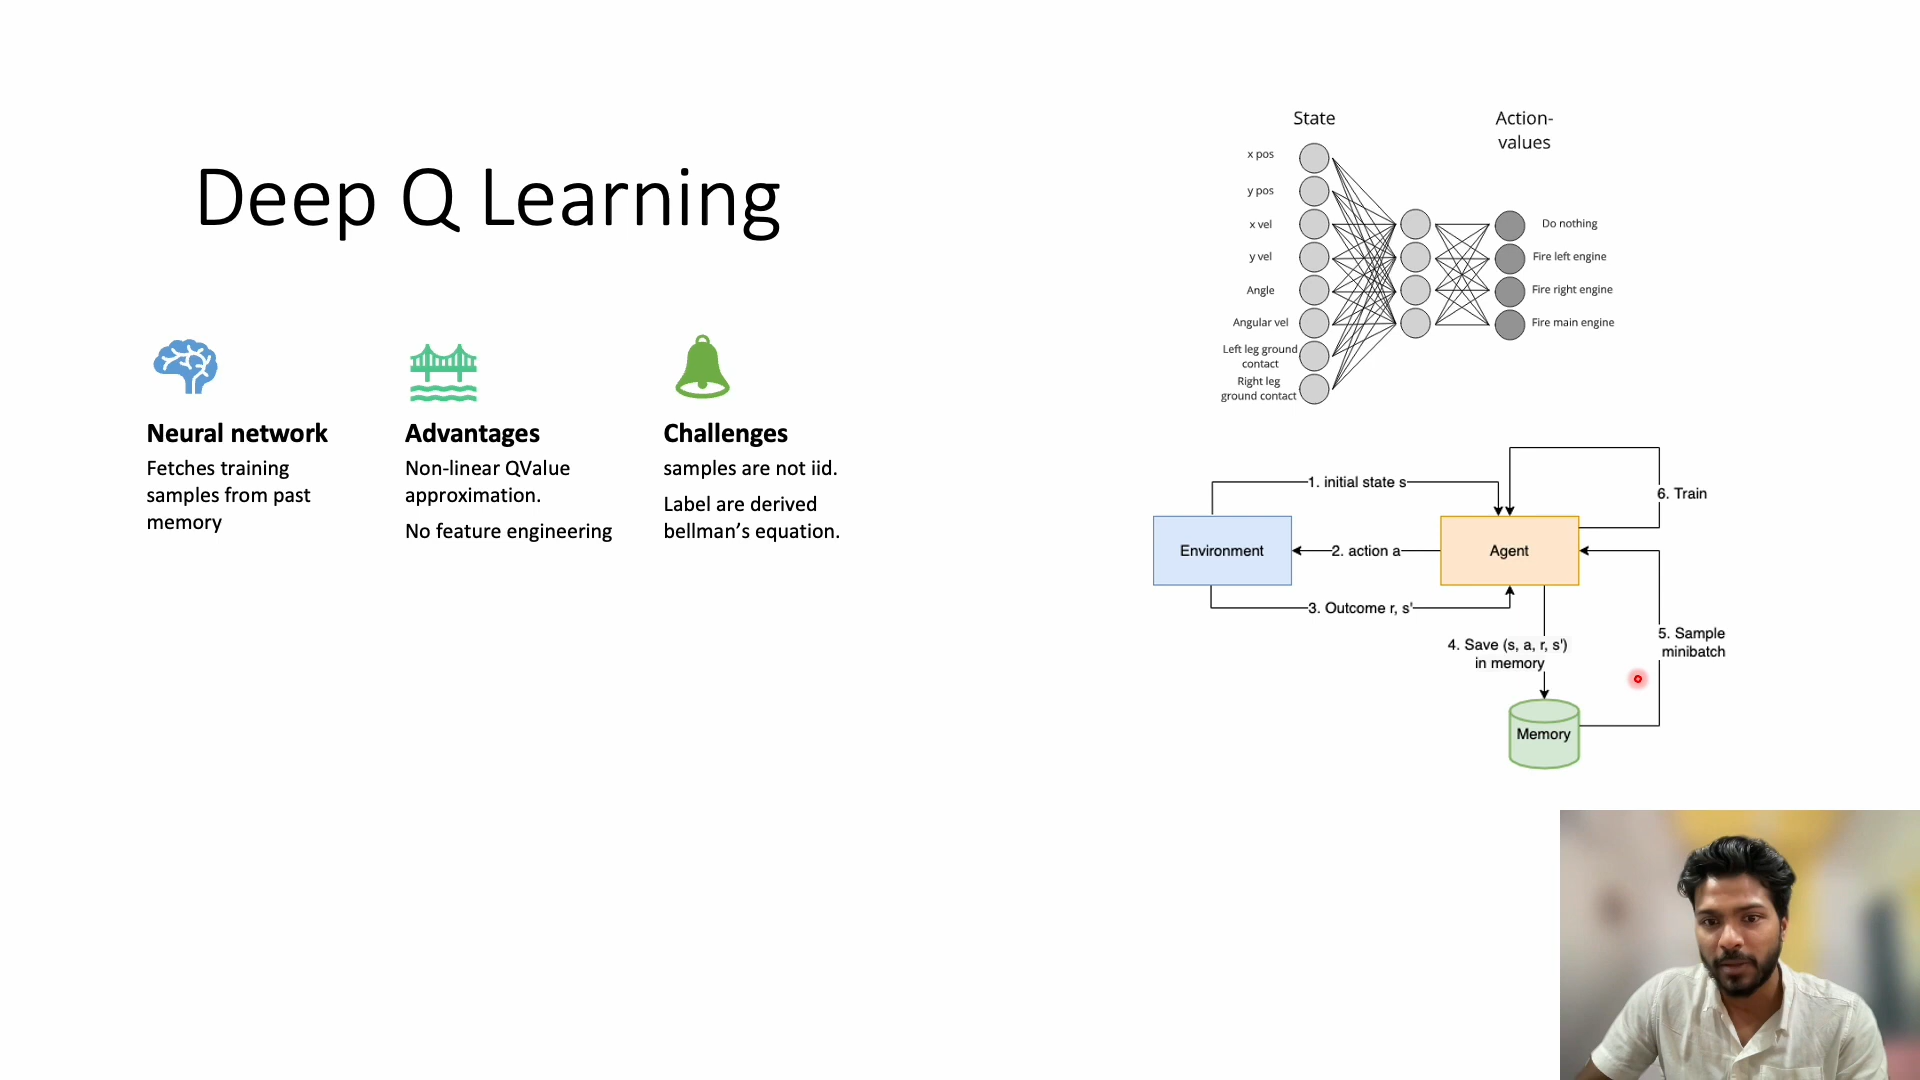 Deep Q Learning
Neural network
Fetches training
samples from past
memory
Advantages
Non-linear QValue
approximation.
No feature engineering
Challenges
samples are not iid.
Label are derived
bellman’s equation.
State
Action-
values
x pos
y pos
x vel
y vel
Angle
Angular vel
Left leg ground
contact
Right leg
ground contact
Do nothing
Fire left engine
Fire right engine
Fire main engine
1. initial state s
6. Train
Environment
2. action a
Agent
3. Outcome r, s'
4. Save (s, a, r, s')
in memory
5. Sample
minibatch
Memory